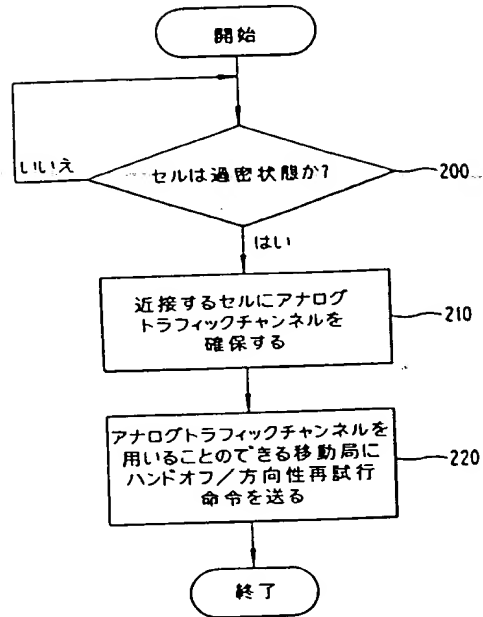 開始
いいえ
セルは過密状態か?
200
はい
近接するセルにアナログ
トラフィックチャンネルを
確保する
210
アナログトラフィックチャンネルを
用いることのできる移動局に
ハンドオフ/方向性再試行
命令を送る
220
終了